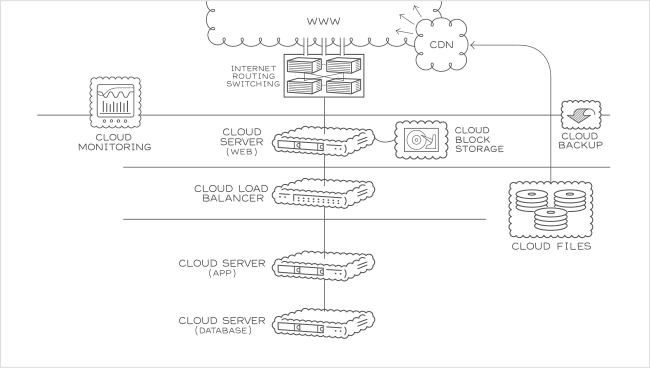 WWW
CDN
INTERNET
ROUTING
SWITCHING
CLOUD
MONITORING
CLOUD
SERVER
(WEB)
CLOUD
BLOCK
STORAGE
CLOUD
BACKUP
CLOUD LOAD
BALANCER
CLOUD FILES
CLOUD SERVER
(APP)
CLOUD SERVER
(DATABASE)